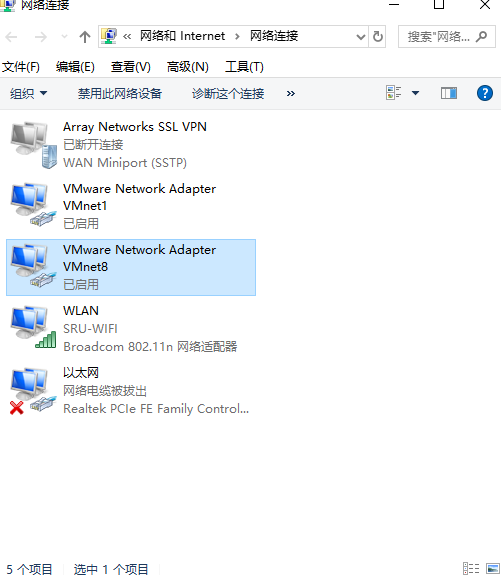 网络连接
« 网络和 Internet › 网络连接
搜索"网络...
文件(F) 编辑(E) 查看(V) 高级(N) 工具(T)
组织 禁用此网络设备 诊断这个连接 »
Array Networks SSL VPN
已断开连接
WAN Miniport (SSTP)
VMware Network Adapter
VMnet1
已启用
VMware Network Adapter
VMnet8
已启用
WLAN
SRU-WIFI
Broadcom 802.11n 网络适配器
以太网
网络电缆被拔出
Realtek PCIe FE Family Control...
5 个项目 选中 1 个项目